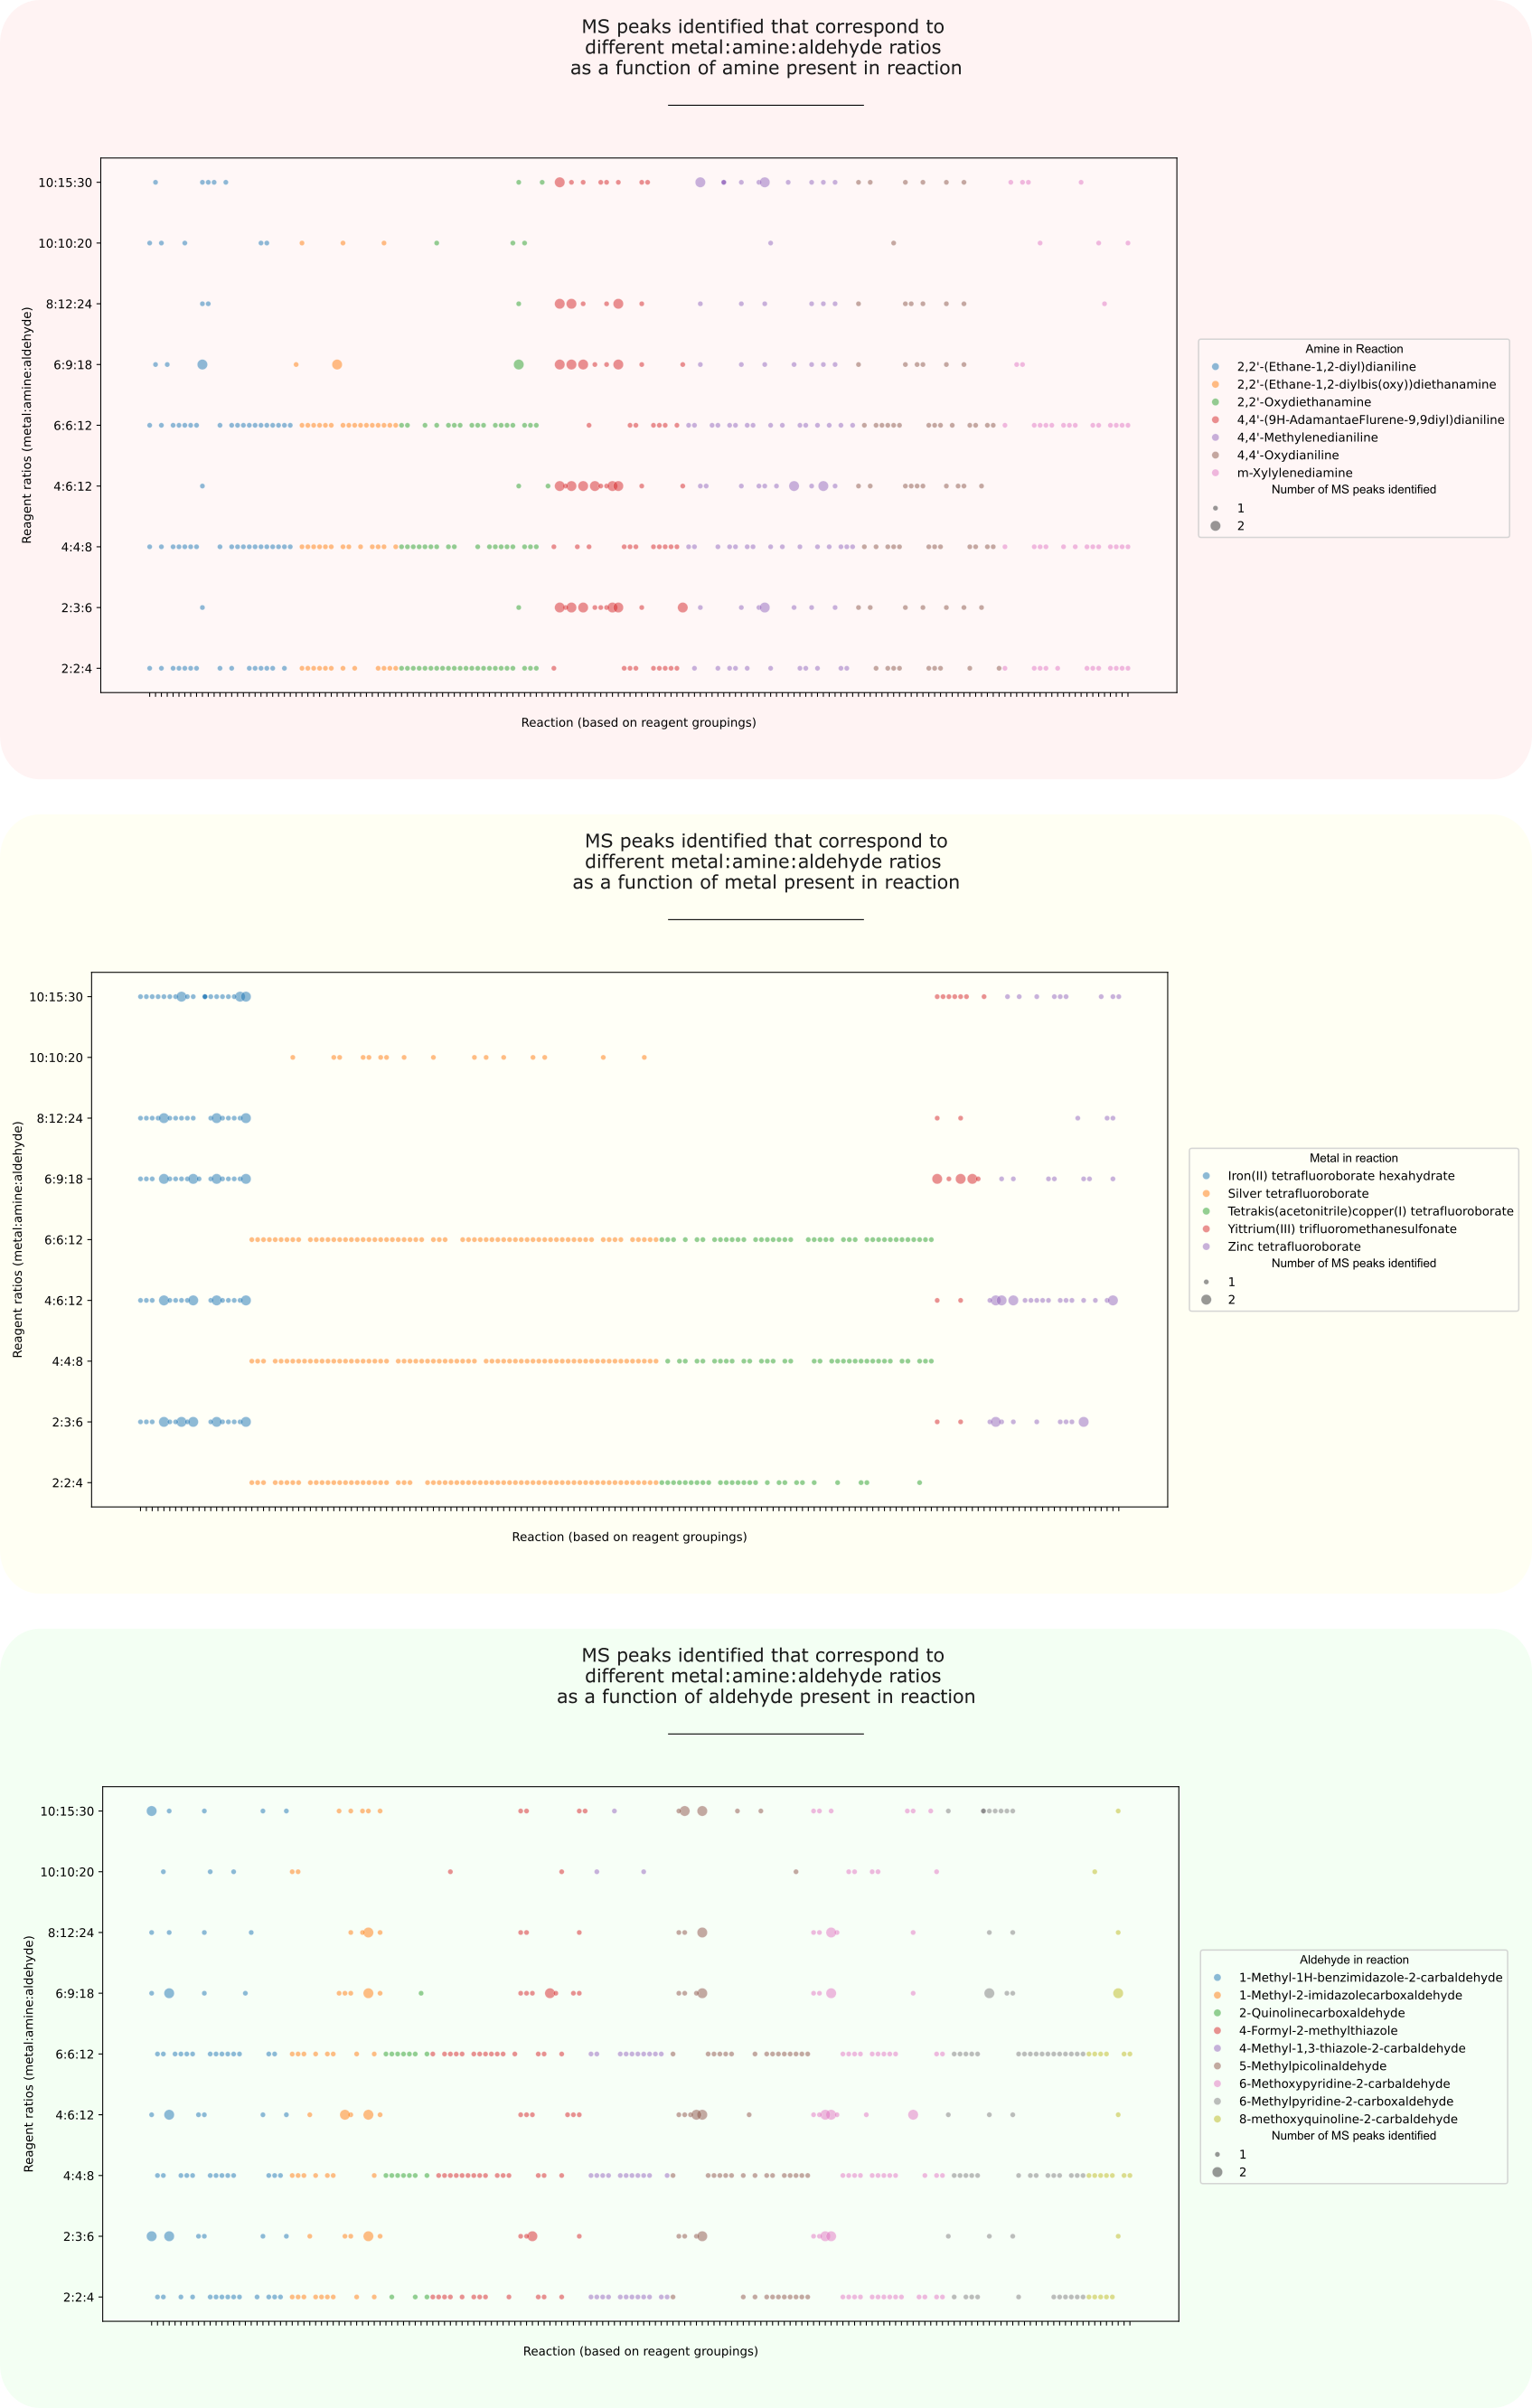 MS peaks identified that correspond to
different metal:amine:aldehyde ratios
as a function of amine present in reaction
Reagent ratios (metal:amine:aldehyde)
10:15:30
10:10:20
8:12:24
6:9:18
6:6:12
4:6:12
4:4:8
2:3:6
2:2:4
Reaction (based on reagent groupings)
Amine in Reaction
2,2'-(Ethane-1,2-diyl)dianiline
2,2'-(Ethane-1,2-diylbis(oxy))diethanamine
2,2'-Oxydiethanamine
4,4'-(9H-AdamantaeFlurene-9,9diyl)dianiline
4,4'-Methylenedianiline
4,4'-Oxydianiline
m-Xylylenediamine
Number of MS peaks identified
1
2
MS peaks identified that correspond to
different metal:amine:aldehyde ratios
as a function of metal present in reaction
Reagent ratios (metal:amine:aldehyde)
10:15:30
10:10:20
8:12:24
6:9:18
6:6:12
4:6:12
4:4:8
2:3:6
2:2:4
Reaction (based on reagent groupings)
Metal in reaction
Iron(II) tetrafluoroborate hexahydrate
Silver tetrafluoroborate
Tetrakis(acetonitrile)copper(I) tetrafluoroborate
Yittrium(III) trifluoromethanesulfonate
Zinc tetrafluoroborate
Number of MS peaks identified
1
2
MS peaks identified that correspond to
different metal:amine:aldehyde ratios
as a function of aldehyde present in reaction
Reagent ratios (metal:amine:aldehyde)
10:15:30
10:10:20
8:12:24
6:9:18
6:6:12
4:6:12
4:4:8
2:3:6
2:2:4
Reaction (based on reagent groupings)
Aldehyde in reaction
1-Methyl-1H-benzimidazole-2-carbaldehyde
1-Methyl-2-imidazolecarboxaldehyde
2-Quinolinecarboxaldehyde
4-Formyl-2-methylthiazole
4-Methyl-1,3-thiazole-2-carbaldehyde
5-Methylpicolinaldehyde
6-Methoxypyridine-2-carbaldehyde
6-Methylpyridine-2-carboxaldehyde
8-methoxyquinoline-2-carbaldehyde
Number of MS peaks identified
1
2